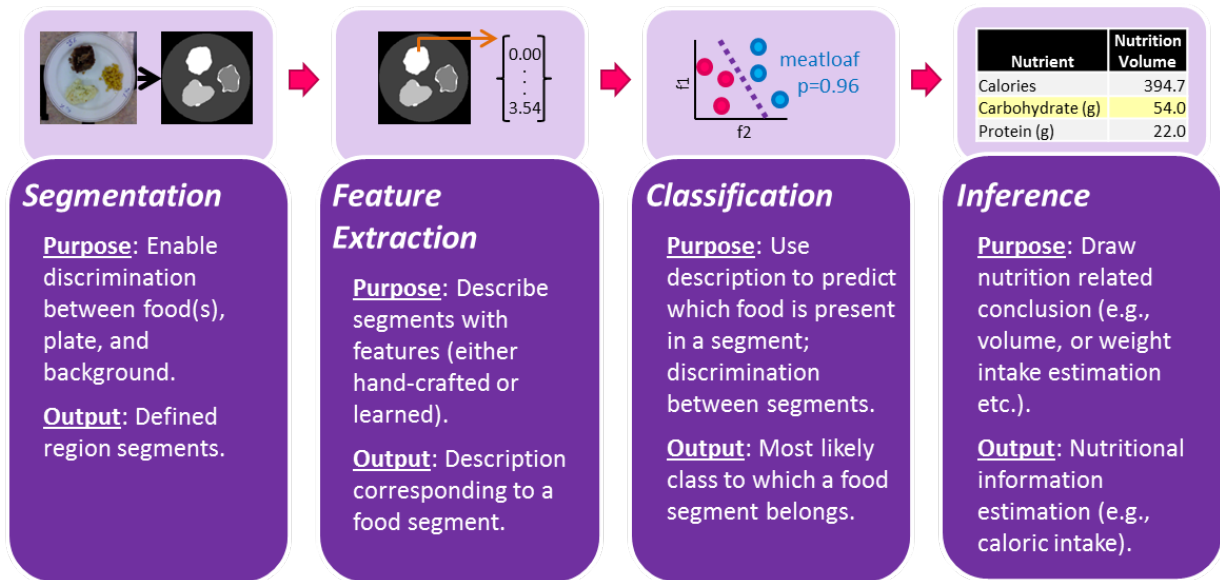 0.00
.
.
.
3.54
f1
f2
meatloaf
p=0.96
Nutrient
Nutrition
Volume
Calories 394.7
Carbohydrate (g) 54.0
Protein (g) 22.0
Segmentation
Purpose: Enable
discrimination
between food(s),
plate, and
background.
Output: Defined
region segments.
Feature
Extraction
Purpose: Describe
segments with
features (either
hand-crafted or
learned).
Output: Description
corresponding to a
food segment.
Classification
Purpose: Use
description to predict
which food is present
in a segment;
discrimination
between segments.
Output: Most likely
class to which a food
segment belongs.
Inference
Purpose: Draw
nutrition related
conclusion (e.g.,
volume, or weight
intake estimation
etc.).
Output: Nutritional
information
estimation (e.g.,
caloric intake).